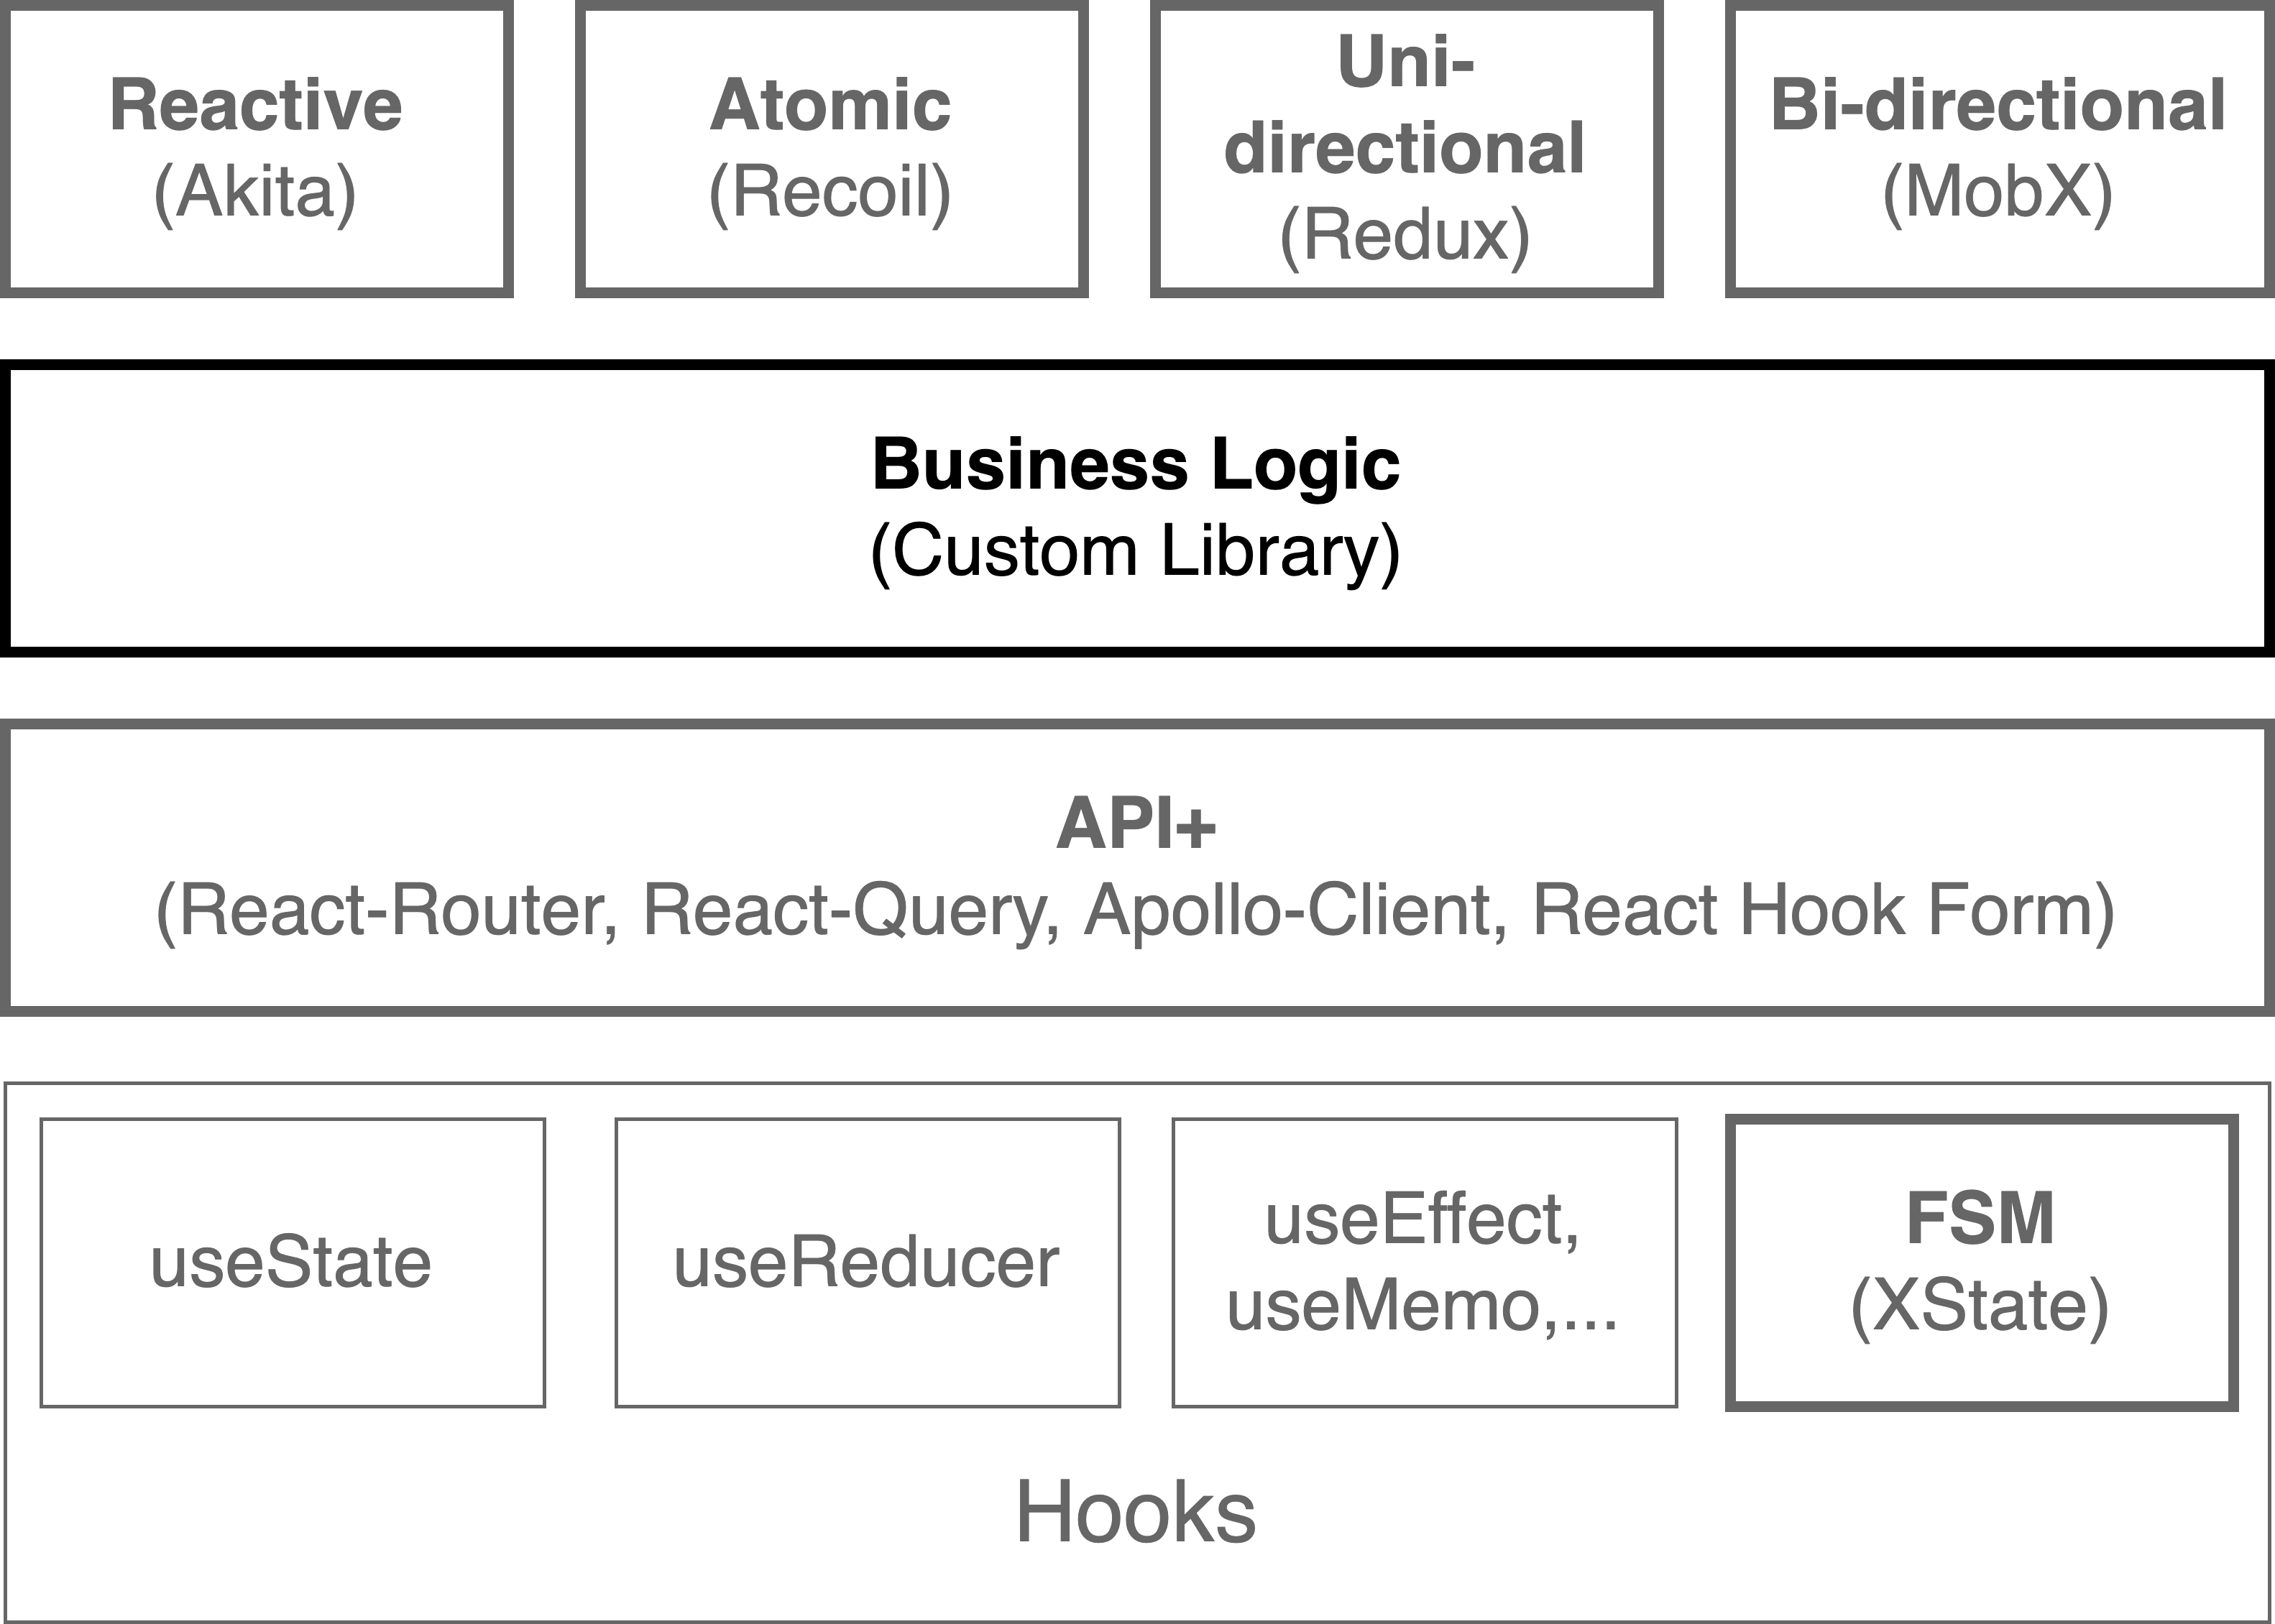 Reactive
(Akita)
Atomic
(Recoil)
Uni-
directional
(Redux)
Bi-directional
(MobX)
Business Logic
(Custom Library)
API+
(React-Router, React-Query, Apollo-Client, React Hook Form)
useState
useReducer
useEffect,
useMemo,...
FSM
(XState)
Hooks